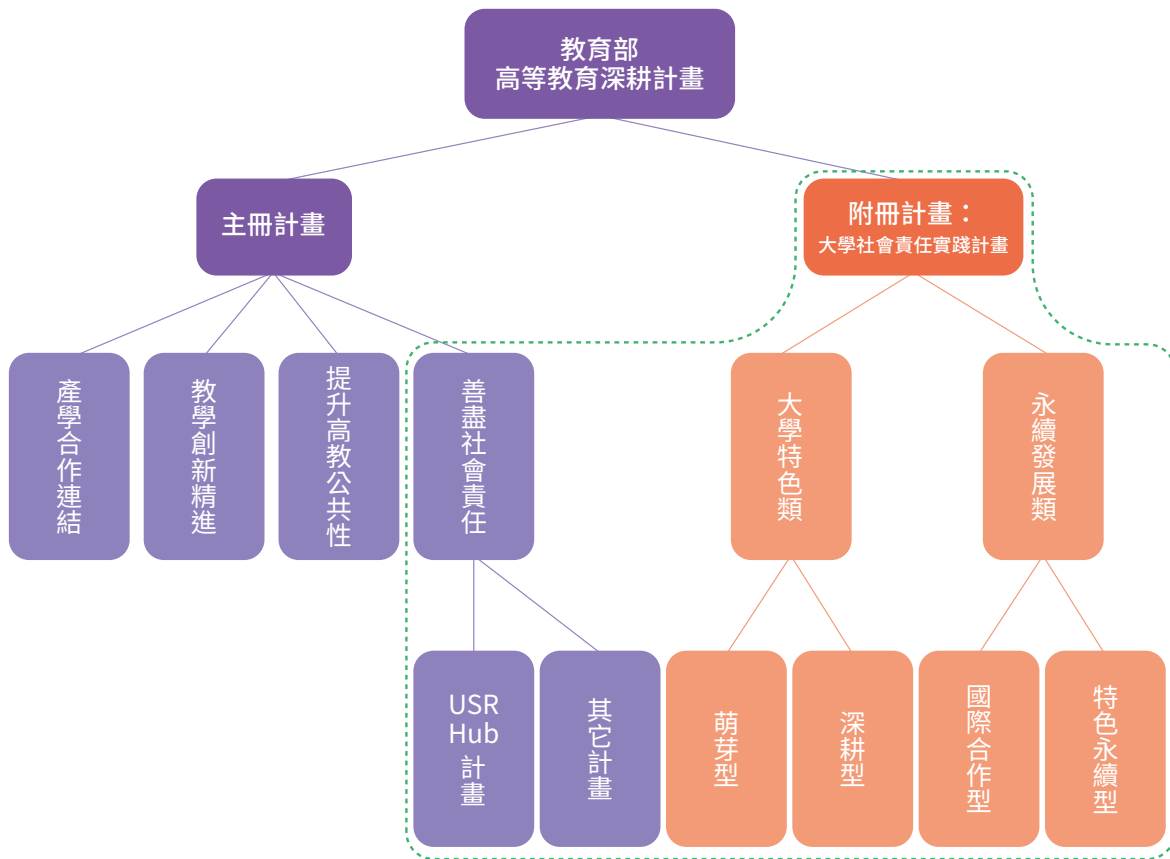 教育部
高等教育深耕計畫
主冊計畫
附冊計畫：
大學社會責任實踐計畫
產學合作連結
教學創新精進
提升高教公共性
善盡社會責任
大學特色類
永續發展類
USR
Hub
計畫
其它計畫
萌芽型
深耕型
國際合作型
特色永續型